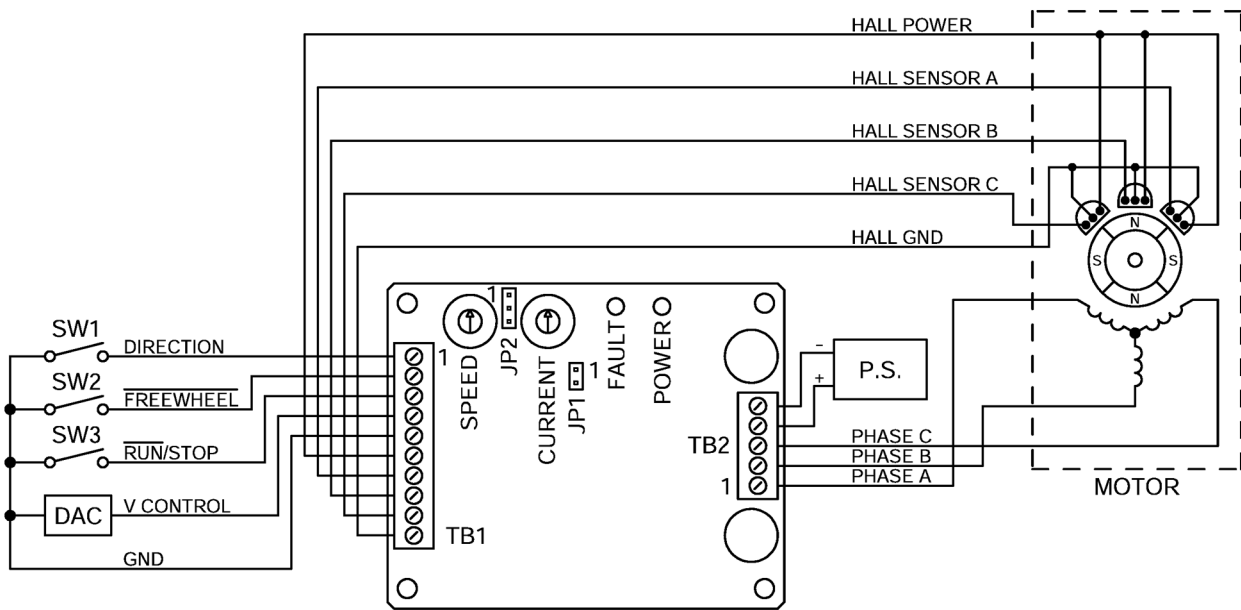 HALL POWER
HALL SENSOR A
HALL SENSOR B
HALL SENSOR C
HALL GND
N
S
S
N
SW1
DIRECTION
SW2
FREEWHEEL
SW3
RUN/STOP
DAC
V CONTROL
GND
1
TB1
SPEED
1
JP2
CURRENT
1
JP1
FAULT
POWER
-
+
P.S.
TB2
1
PHASE C
PHASE B
PHASE A
MOTOR